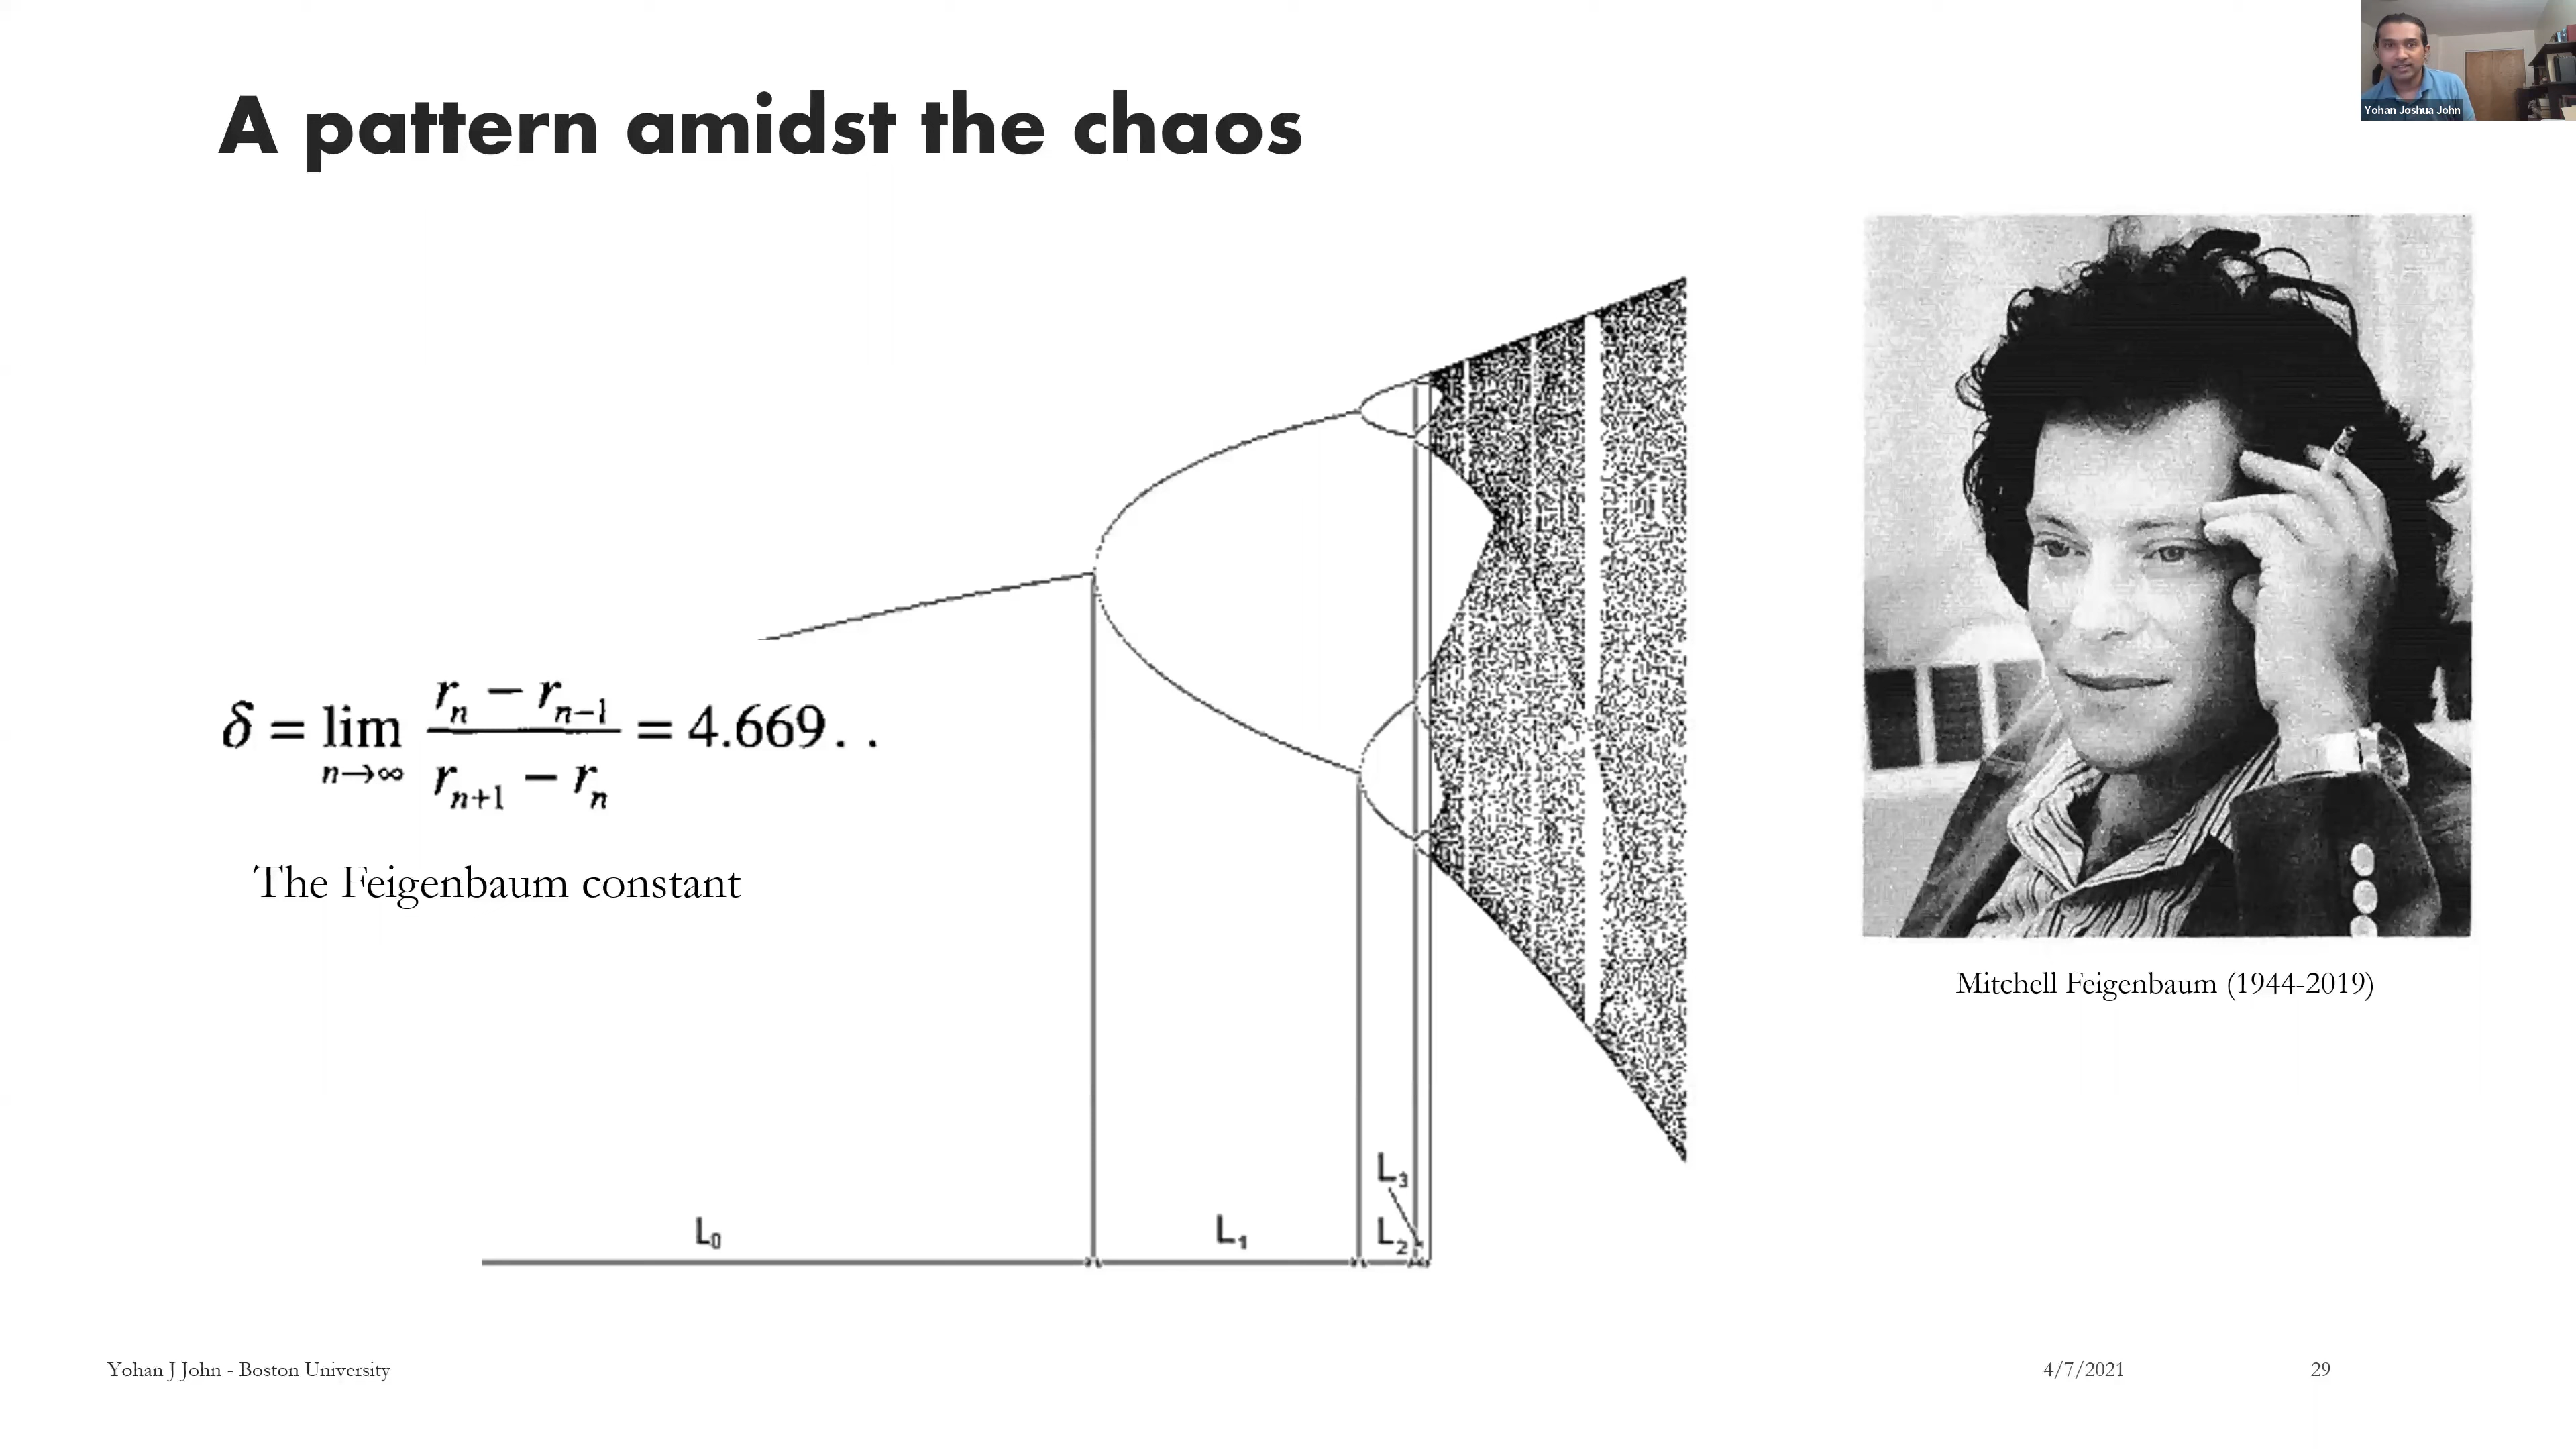 A pattern amidst the chaos
Yohan Joshua John
δ = lim n→∞ (rₙ − rₙ₋₁) / (rₙ₊₁ − rₙ) = 4.669 . .
The Feigenbaum constant
Mitchell Feigenbaum (1944-2019)
L₃
L₀ L₁ L₂
Yohan J John - Boston University 4/7/2021 29